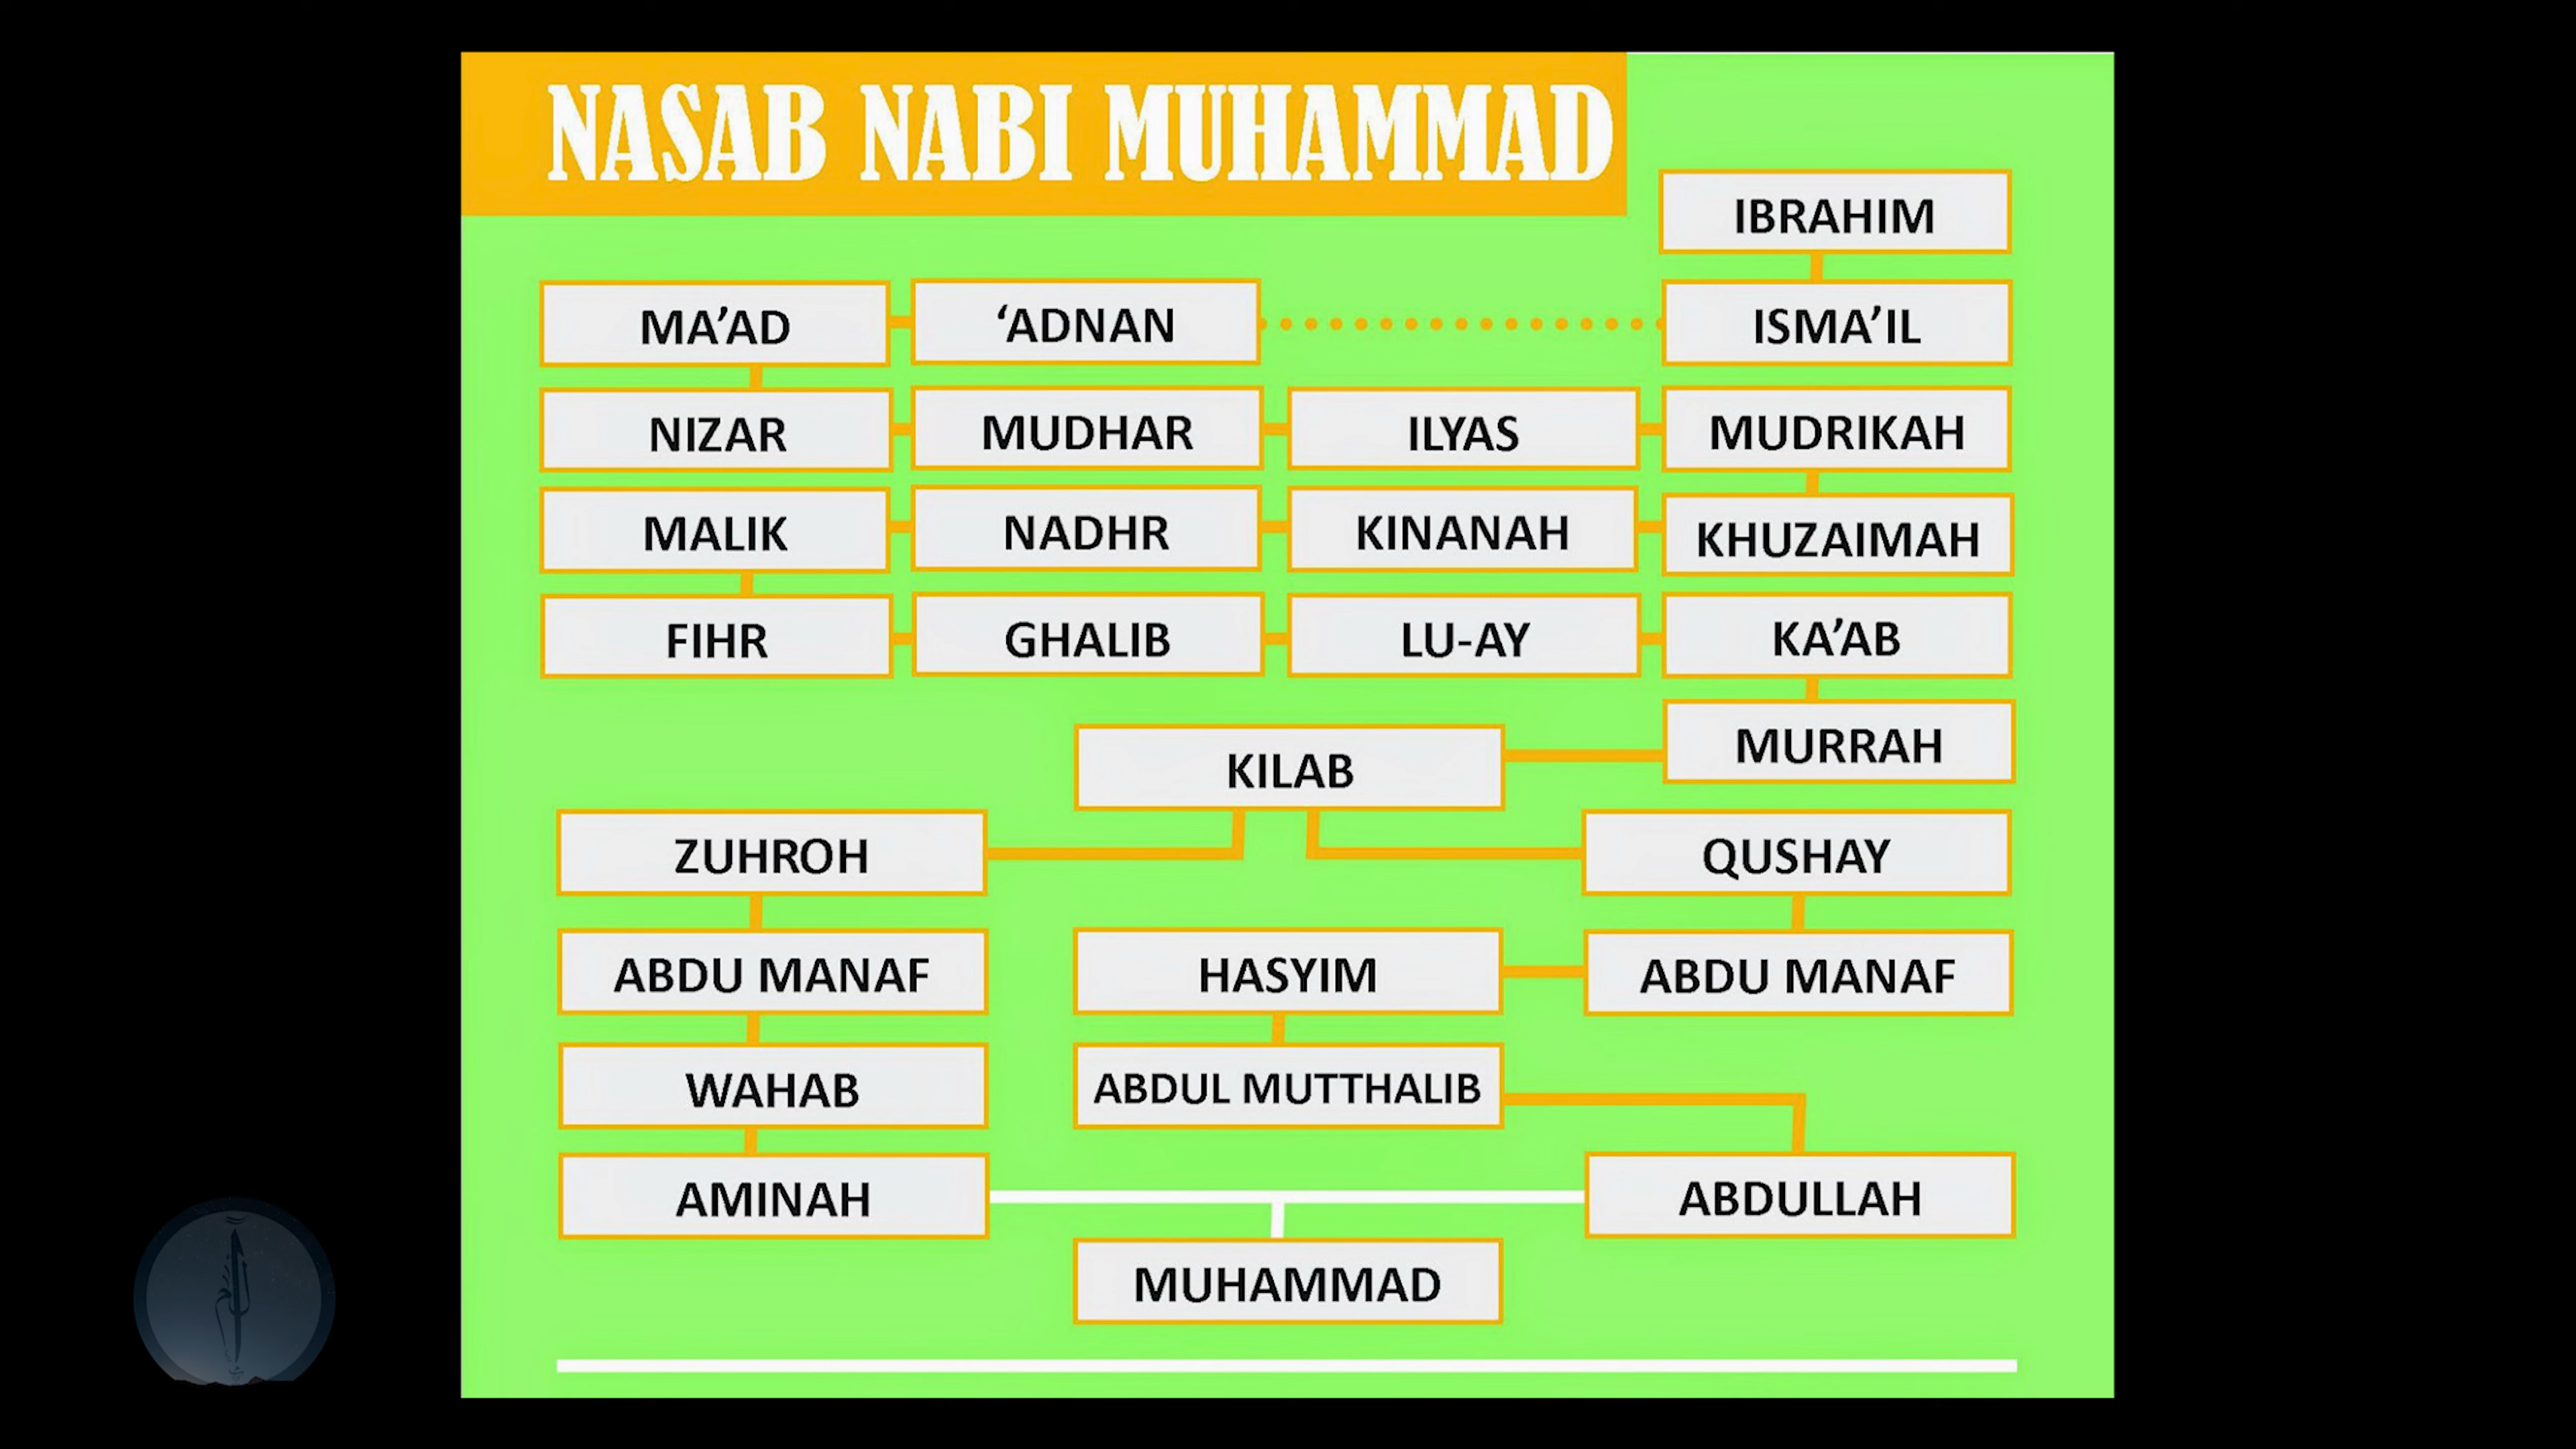 NASAB NABI MUHAMMAD
IBRAHIM
MA’AD
‘ADNAN
ISMA’IL
NIZAR
MUDHAR
ILYAS
MUDRIKAH
MALIK
NADHR
KINANAH
KHUZAIMAH
FIHR
GHALIB
LU-AY
KA’AB
MURRAH
KILAB
ZUHROH
QUSHAY
ABDU MANAF
HASYIM
ABDU MANAF
WAHAB
ABDUL MUTTHALIB
AMINAH
ABDULLAH
MUHAMMAD